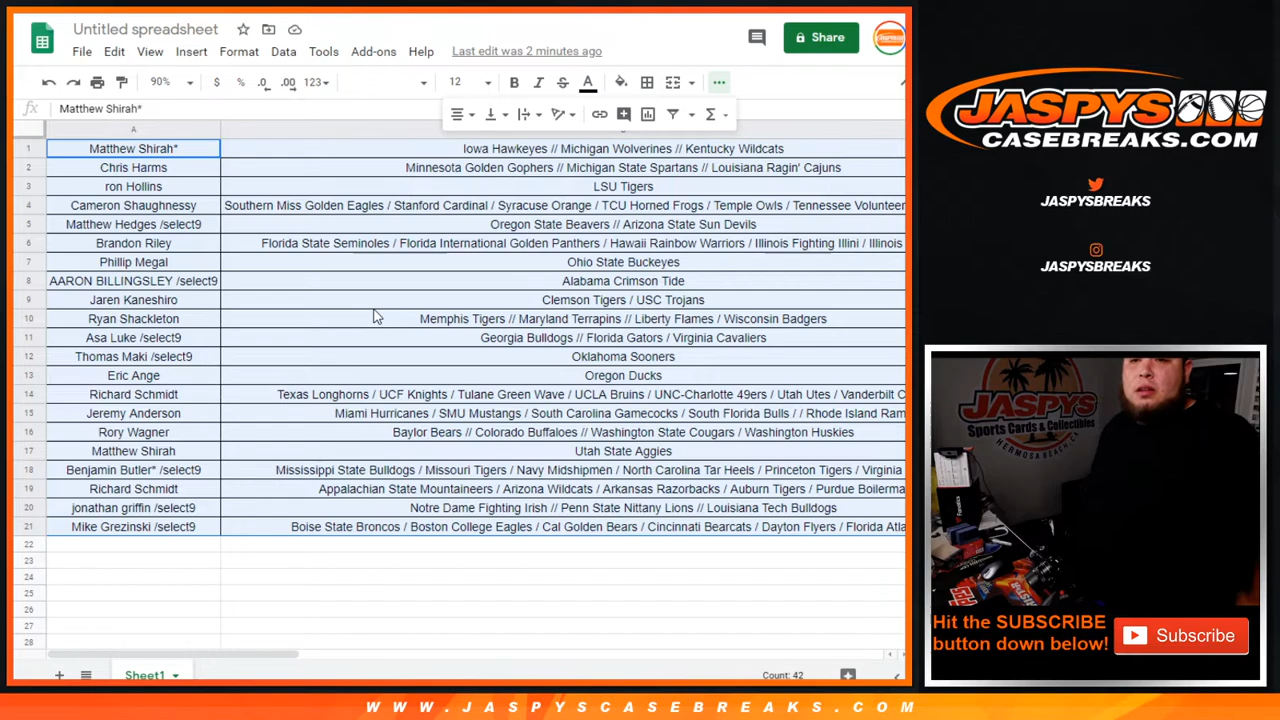 Untitled spreadsheet
File Edit View Insert Format Data Tools Add-ons Help Last edit was 2 minutes ago
Share
90% $ % .0 .00 123 12 B I S A
fx Matthew Shirah*
A
1 Matthew Shirah* Iowa Hawkeyes // Michigan Wolverines // Kentucky Wildcats
2 Chris Harms Minnesota Golden Gophers // Michigan State Spartans // Louisiana Ragin' Cajuns
3 ron Hollins LSU Tigers
4 Cameron Shaughnessy Southern Miss Golden Eagles / Stanford Cardinal / Syracuse Orange / TCU Horned Frogs / Temple Owls / Tennessee Volunteer
5 Matthew Hedges /select9 Oregon State Beavers // Arizona State Sun Devils
6 Brandon Riley Florida State Seminoles / Florida International Golden Panthers / Hawaii Rainbow Warriors / Illinois Fighting Illini / Illinois
7 Phillip Megal Ohio State Buckeyes
8 AARON BILLINGSLEY /select9 Alabama Crimson Tide
9 Jaren Kaneshiro Clemson Tigers / USC Trojans
10 Ryan Shackleton Memphis Tigers // Maryland Terrapins // Liberty Flames / Wisconsin Badgers
11 Asa Luke /select9 Georgia Bulldogs // Florida Gators / Virginia Cavaliers
12 Thomas Maki /select9 Oklahoma Sooners
13 Eric Ange Oregon Ducks
14 Richard Schmidt Texas Longhorns / UCF Knights / Tulane Green Wave / UCLA Bruins / UNC-Charlotte 49ers / Utah Utes / Vanderbilt C
15 Jeremy Anderson Miami Hurricanes / SMU Mustangs / South Carolina Gamecocks / South Florida Bulls / / Rhode Island Ram
16 Rory Wagner Baylor Bears // Colorado Buffaloes // Washington State Cougars / Washington Huskies
17 Matthew Shirah Utah State Aggies
18 Benjamin Butler* /select9 Mississippi State Bulldogs / Missouri Tigers / Navy Midshipmen / North Carolina Tar Heels / Princeton Tigers / Virginia
19 Richard Schmidt Appalachian State Mountaineers / Arizona Wildcats / Arkansas Razorbacks / Auburn Tigers / Purdue Boilerma
20 jonathan griffin /select9 Notre Dame Fighting Irish // Penn State Nittany Lions // Louisiana Tech Bulldogs
21 Mike Grezinski /select9 Boise State Broncos / Boston College Eagles / Cal Golden Bears / Cincinnati Bearcats / Dayton Flyers / Florida Atla
22
23
24
25
26
27
28
Sheet1 Count: 42
JASPYS
CASEBREAKS.COM
JASPYSBREAKS
JASPYSBREAKS
JASPYS
Sports Cards & Collectibles
HERMOSA BEACH, CA
Hit the SUBSCRIBE
button down below!
Subscribe
WWW.JASPYSCASEBREAKS.COM